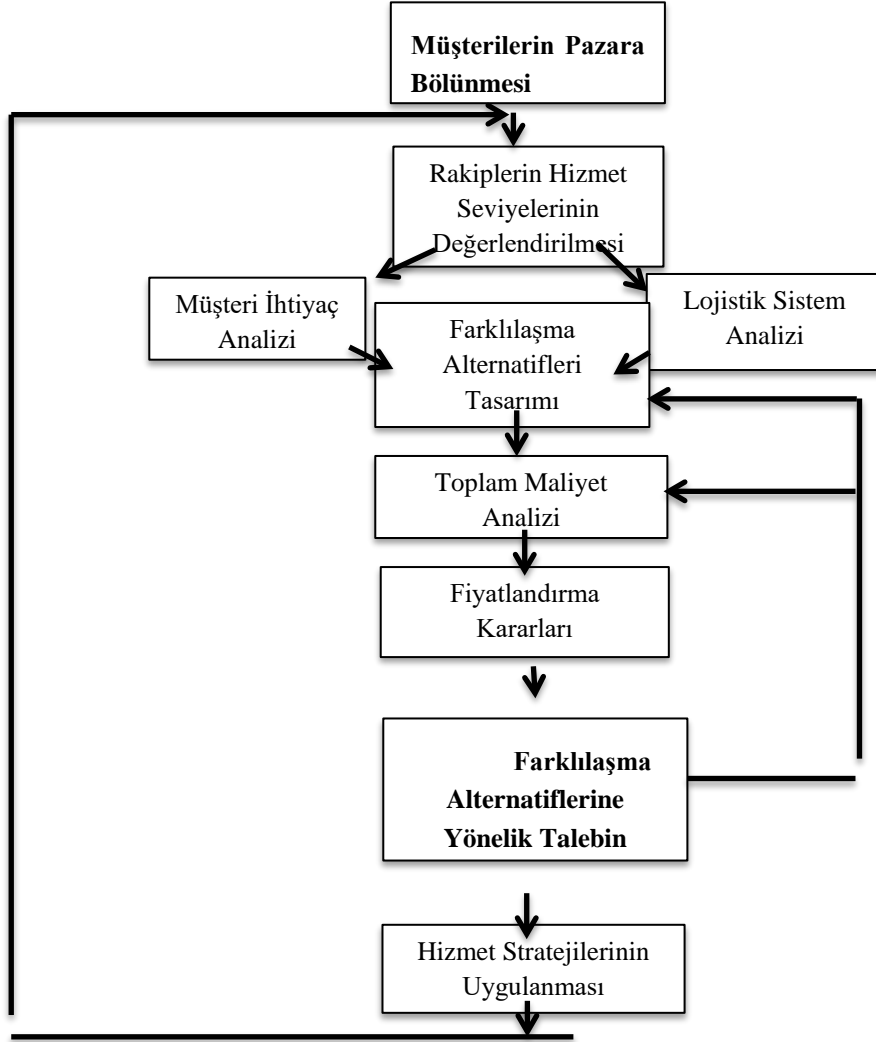 Müşterilerin Pazara
Bölünmesi
Rakiplerin Hizmet
Seviyelerinin
Değerlendirilmesi
Müşteri İhtiyaç
Analizi
Farklılaşma
Alternatifleri
Tasarımı
Lojistik Sistem
Analizi
Toplam Maliyet
Analizi
Fiyatlandırma
Kararları
Farklılaşma
Alternatiflerine
Yönelik Talebin
Hizmet Stratejilerinin
Uygulanması